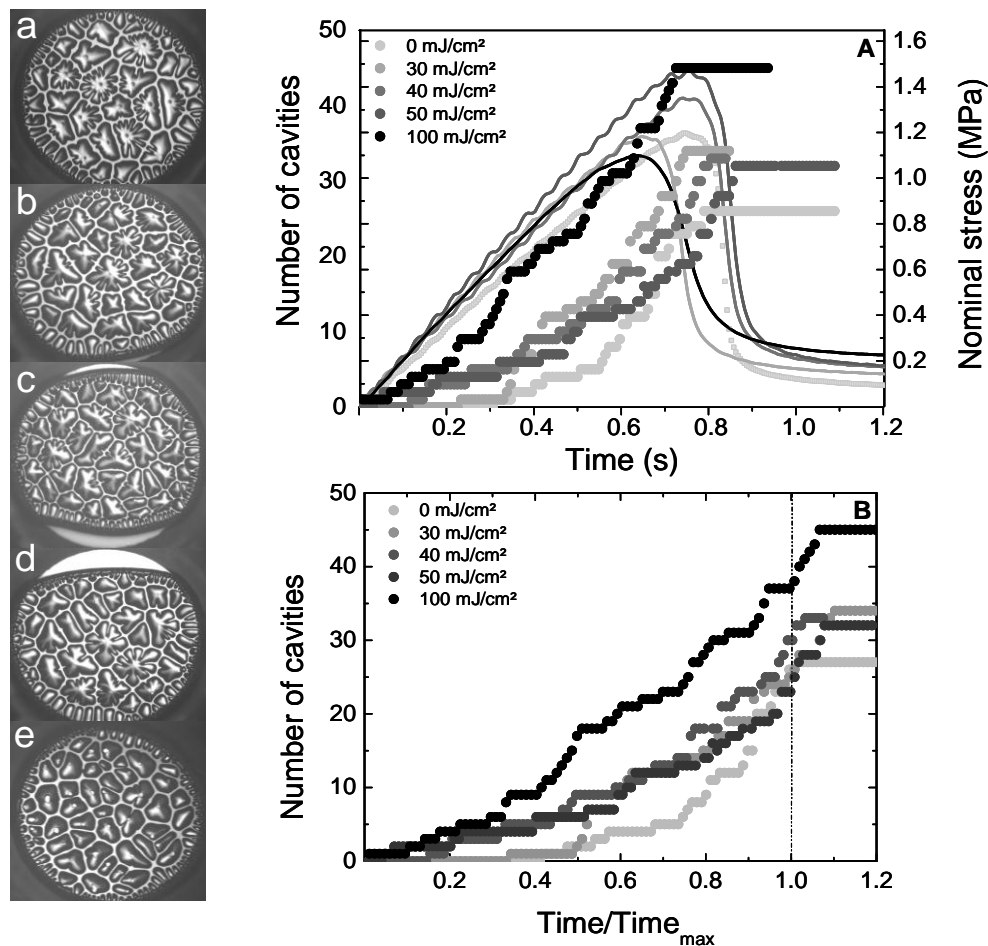 a
b
c
d
e
A
0 mJ/cm²
30 mJ/cm²
40 mJ/cm²
50 mJ/cm²
100 mJ/cm²
50
40
30
20
10
0
Number of cavities
1.6
1.4
1.2
1.0
0.8
0.6
0.4
0.2
Nominal stress (MPa)
0.2 0.4 0.6 0.8 1.0 1.2
Time (s)
B
0 mJ/cm²
30 mJ/cm²
40 mJ/cm²
50 mJ/cm²
100 mJ/cm²
50
40
30
20
10
0
Number of cavities
0.2 0.4 0.6 0.8 1.0 1.2
Time/Timemax